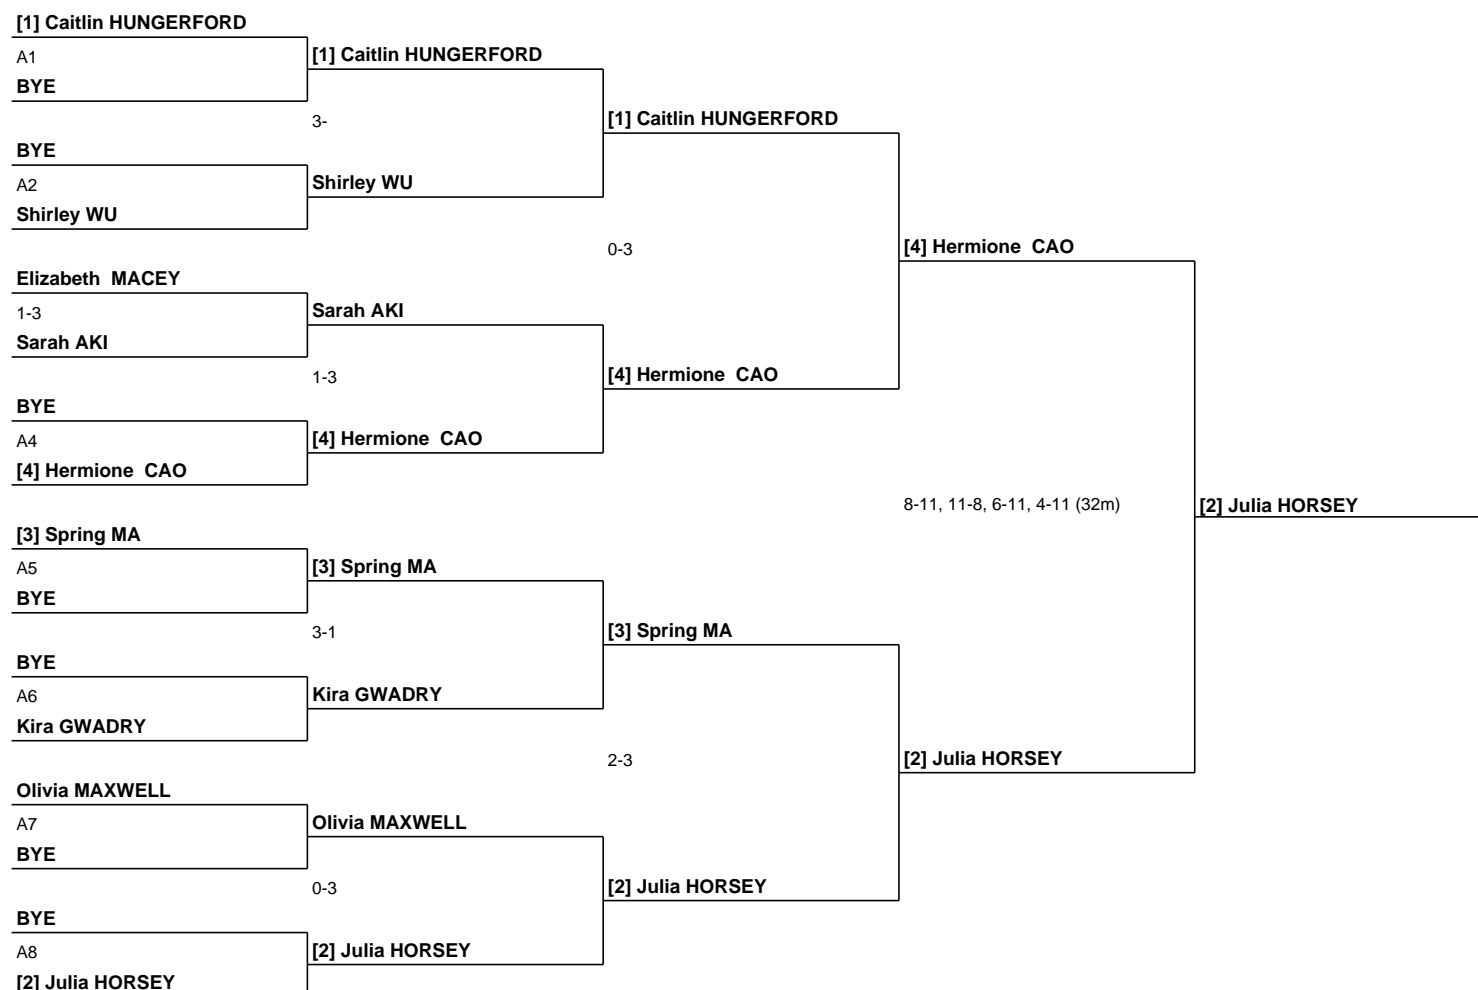 [1] Caitlin HUNGERFORD
A1
BYE
BYE
A2
Shirley WU
Elizabeth  MACEY
1-3
Sarah AKI
BYE
A4
[4] Hermione  CAO
[3] Spring MA
A5
BYE
BYE
A6
Kira GWADRY
Olivia MAXWELL
A7
BYE
BYE
A8
[2] Julia HORSEY
[1] Caitlin HUNGERFORD
3-
Shirley WU
Sarah AKI
1-3
[4] Hermione  CAO
[3] Spring MA
3-1
Kira GWADRY
Olivia MAXWELL
0-3
[2] Julia HORSEY
[1] Caitlin HUNGERFORD
0-3
[4] Hermione  CAO
[3] Spring MA
2-3
[2] Julia HORSEY
[4] Hermione  CAO
8-11, 11-8, 6-11, 4-11 (32m)
[2] Julia HORSEY
[2] Julia HORSEY